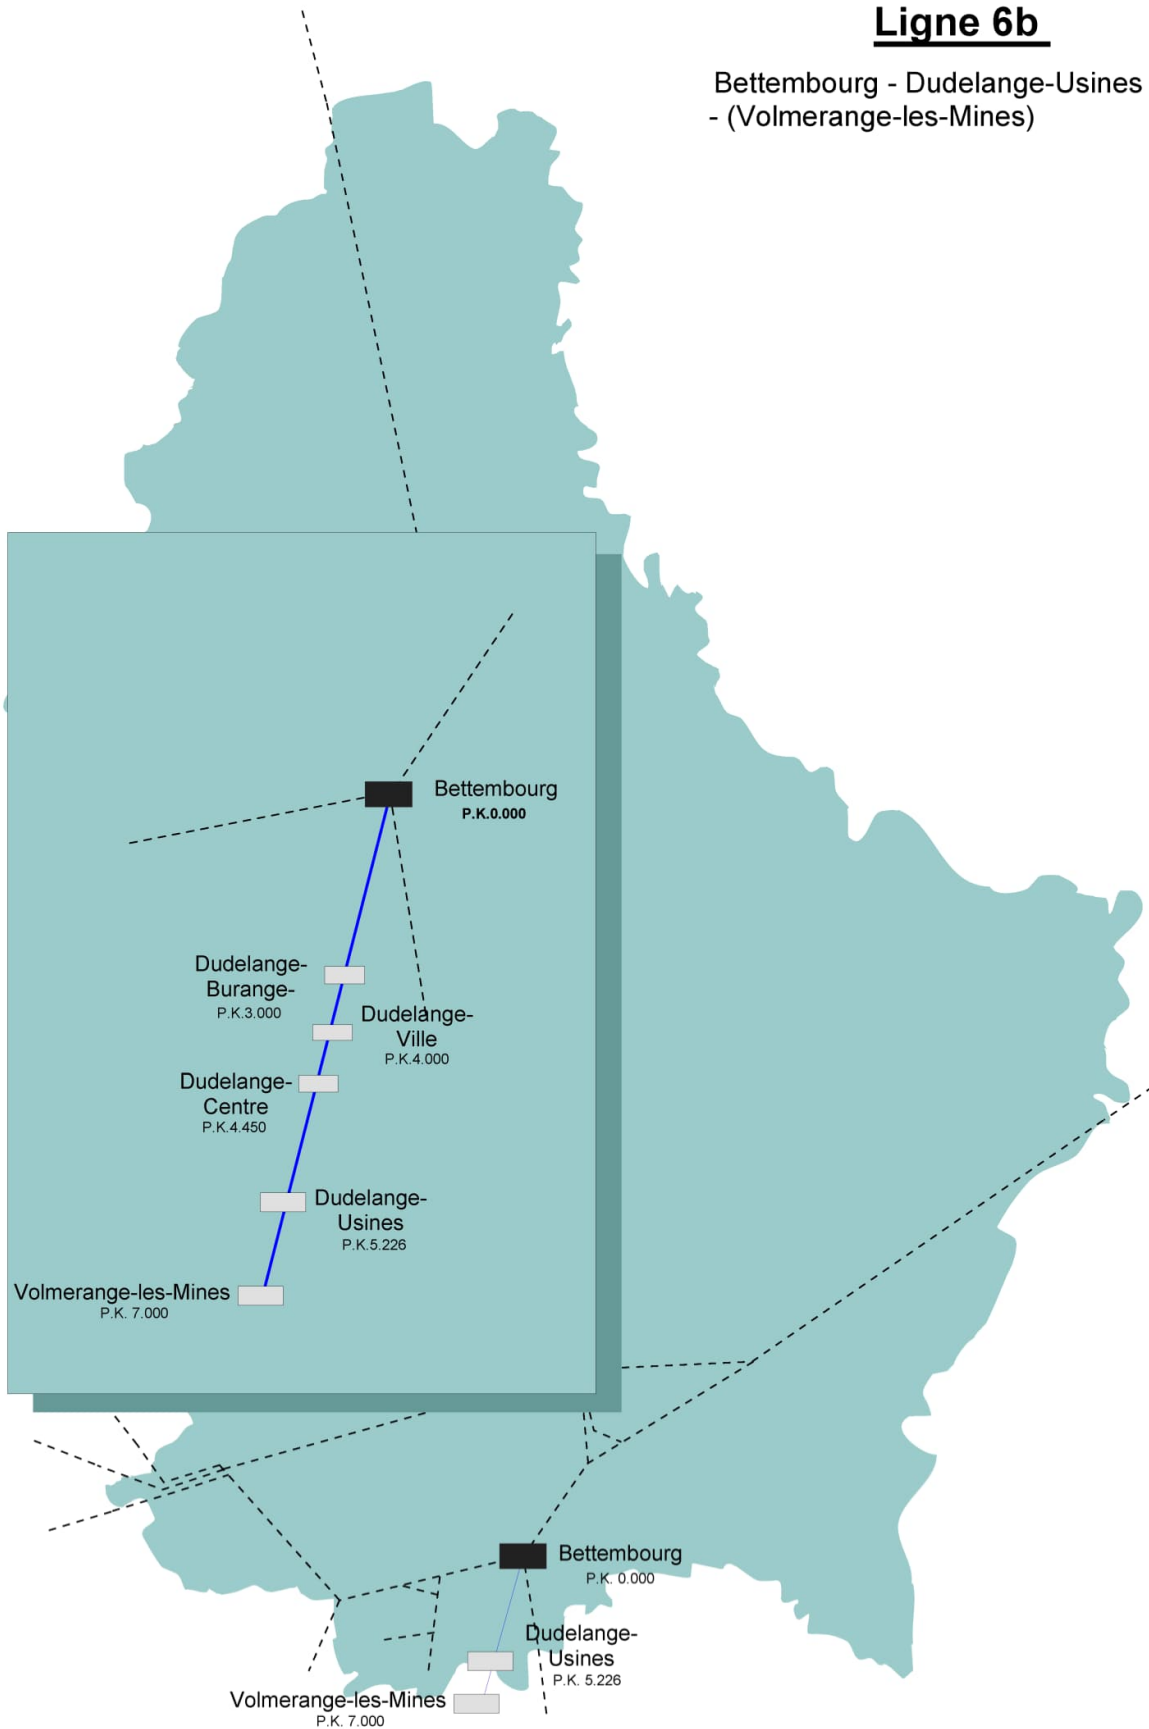 Ligne 6b
Bettembourg - Dudelange-Usines
- (Volmerange-les-Mines)
Bettembourg
P.K.0.000
Dudelange-
Burange-
P.K.3.000
Dudelange-
Ville
P.K.4.000
Dudelange-
Centre
P.K.4.450
Dudelange-
Usines
P.K.5.226
Volmerange-les-Mines
P.K. 7.000
Bettembourg
P.K. 0.000
Dudelange-
Usines
P.K. 5.226
Volmerange-les-Mines
P.K. 7.000